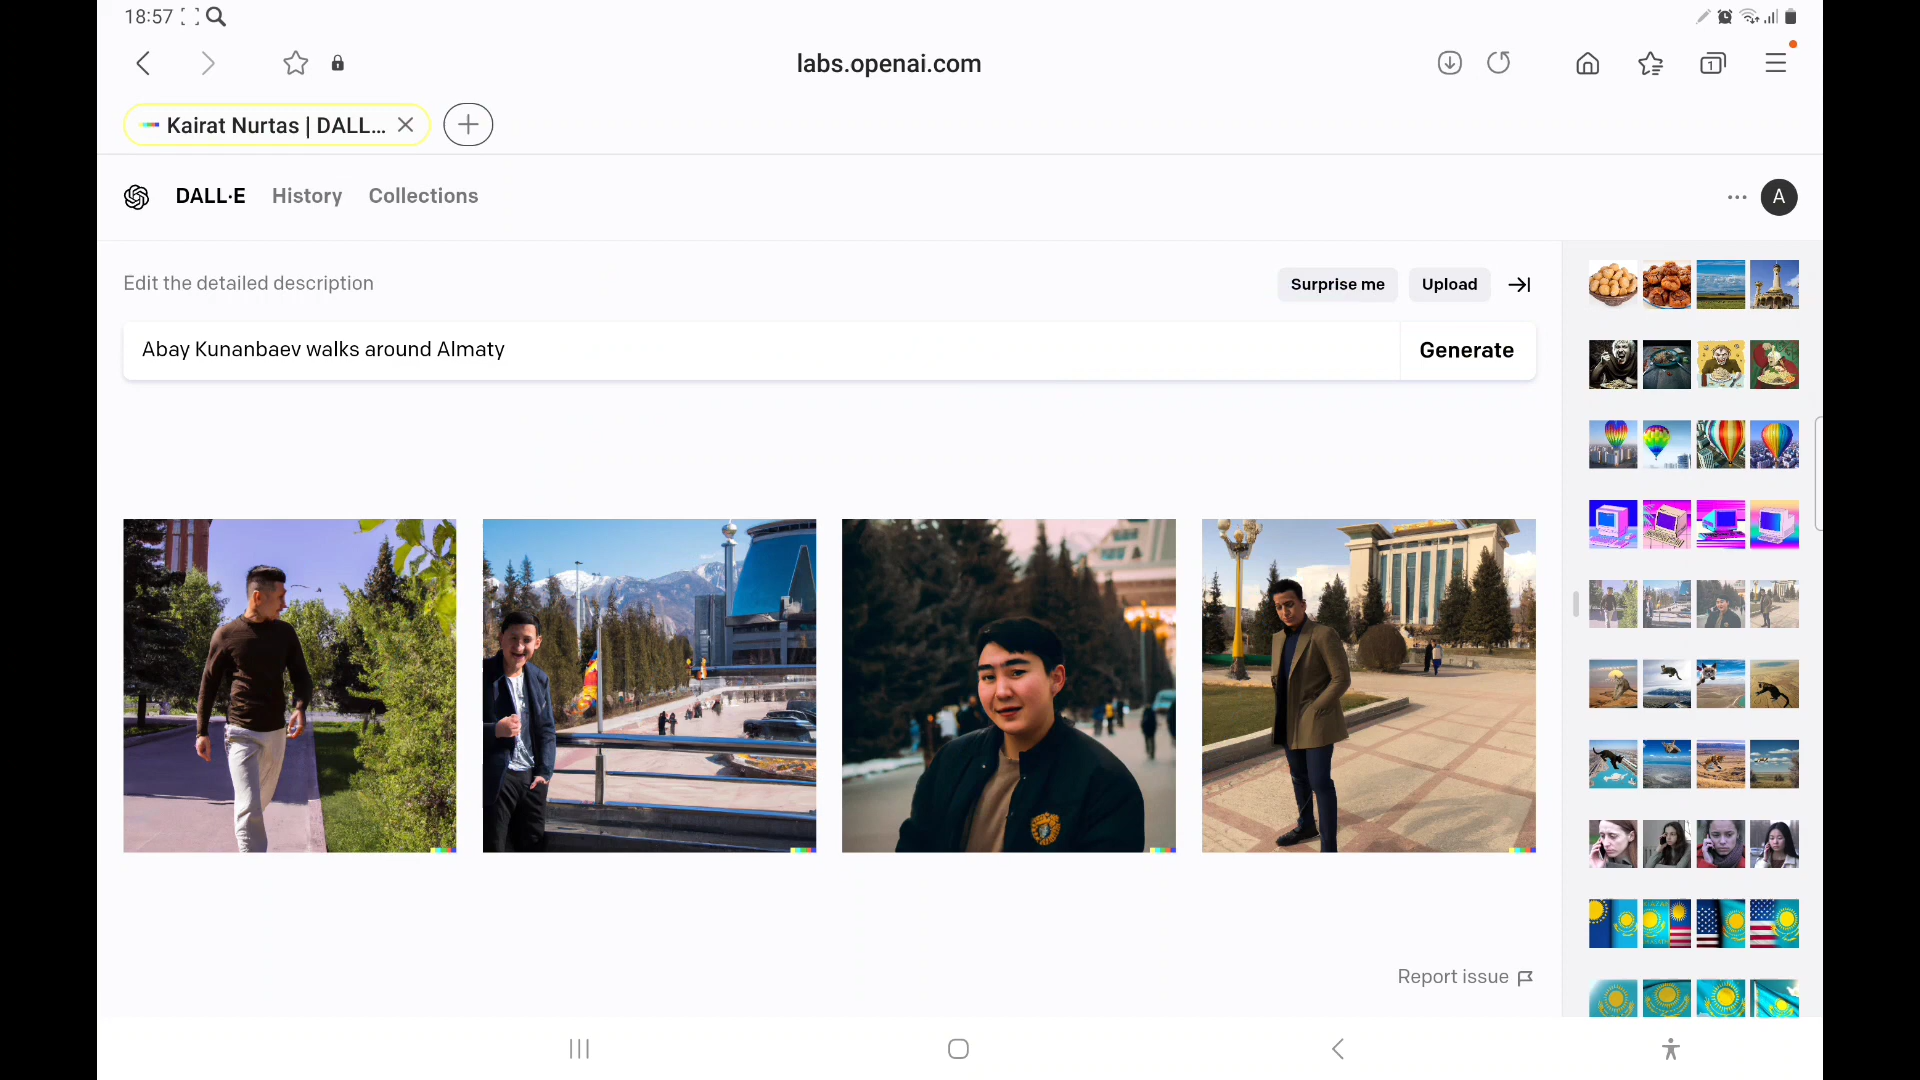 18:57
labs.openai.com
1
Kairat Nurtas | DALL...
DALL·E History Collections
A
Edit the detailed description
Surprise me
Upload
Abay Kunanbaev walks around Almaty
Generate
Report issue